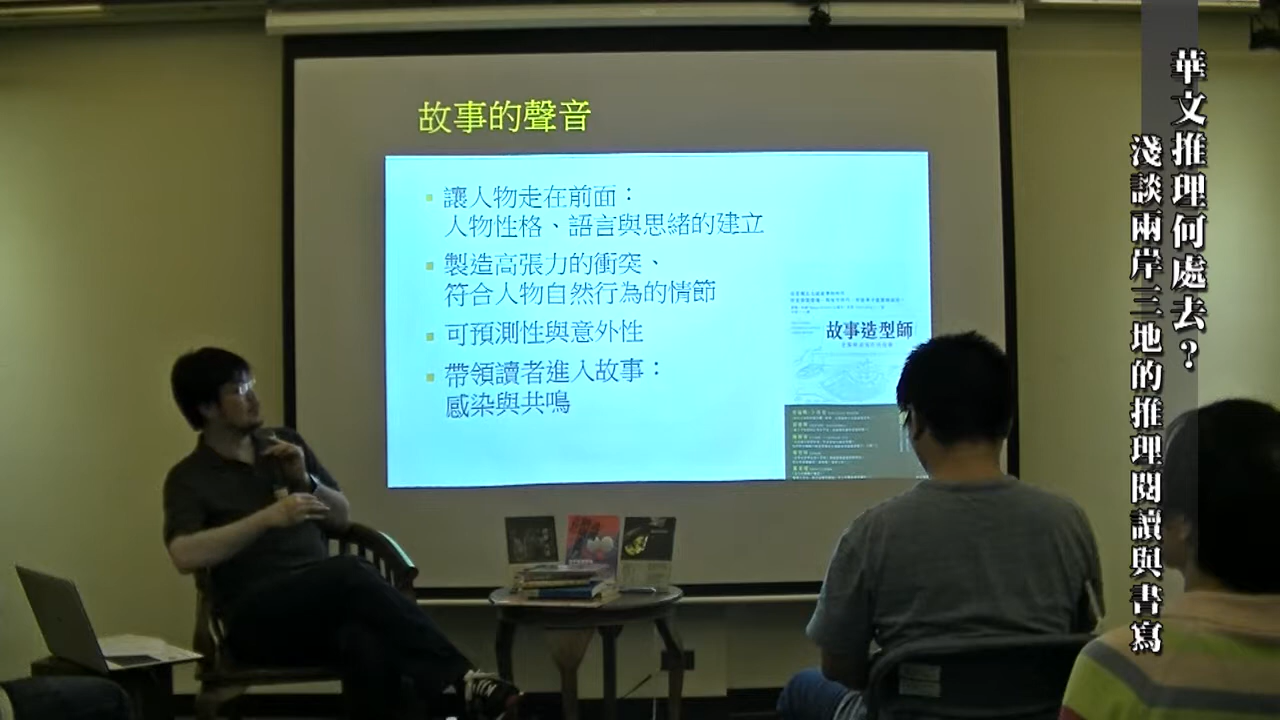 故事的聲音
讓人物走在前面：
人物性格、語言與思緒的建立
製造高張力的衝突、
符合人物自然行為的情節
可預測性與意外性
帶領讀者進入故事：
感染與共鳴
故事造型師
華文推理何處去？
淺談兩岸三地的推理閱讀與書寫